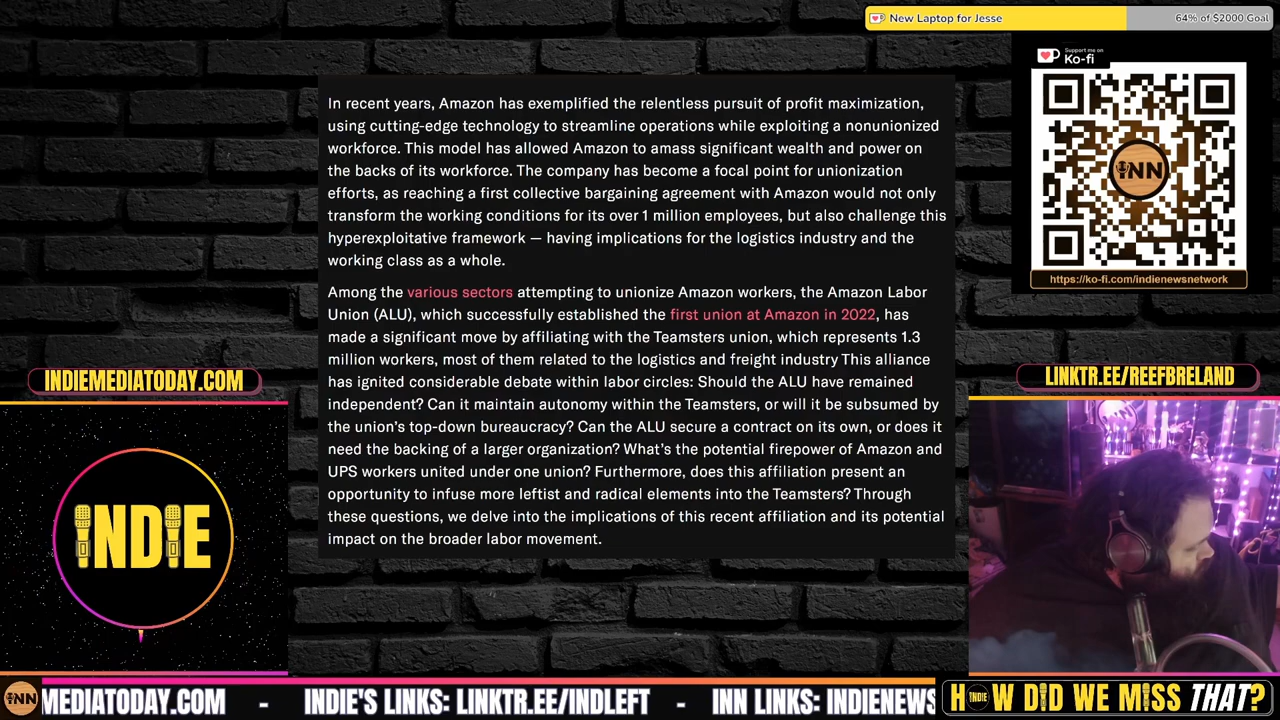 New Laptop for Jesse
64% of $2000 Goal
Support me on
Ko-fi
INN
https://ko-fi.com/indienewsnetwork
In recent years, Amazon has exemplified the relentless pursuit of profit maximization,
using cutting-edge technology to streamline operations while exploiting a nonunionized
workforce. This model has allowed Amazon to amass significant wealth and power on
the backs of its workforce. The company has become a focal point for unionization
efforts, as reaching a first collective bargaining agreement with Amazon would not only
transform the working conditions for its over 1 million employees, but also challenge this
hyperexploitative framework — having implications for the logistics industry and the
working class as a whole.
Among the various sectors attempting to unionize Amazon workers, the Amazon Labor
Union (ALU), which successfully established the first union at Amazon in 2022, has
made a significant move by affiliating with the Teamsters union, which represents 1.3
million workers, most of them related to the logistics and freight industry This alliance
has ignited considerable debate within labor circles: Should the ALU have remained
independent? Can it maintain autonomy within the Teamsters, or will it be subsumed by
the union's top-down bureaucracy? Can the ALU secure a contract on its own, or does it
need the backing of a larger organization? What's the potential firepower of Amazon and
UPS workers united under one union? Furthermore, does this affiliation present an
opportunity to infuse more leftist and radical elements into the Teamsters? Through
these questions, we delve into the implications of this recent affiliation and its potential
impact on the broader labor movement.
INDIEMEDIATODAY.COM
LINKTR.EE/REEFBRELAND
INDIE
INN
MEDIATODAY.COM - INDIE'S LINKS: LINKTR.EE/INDLEFT - INN LINKS: INDIENEWS
HOW DID WE MISS THAT?